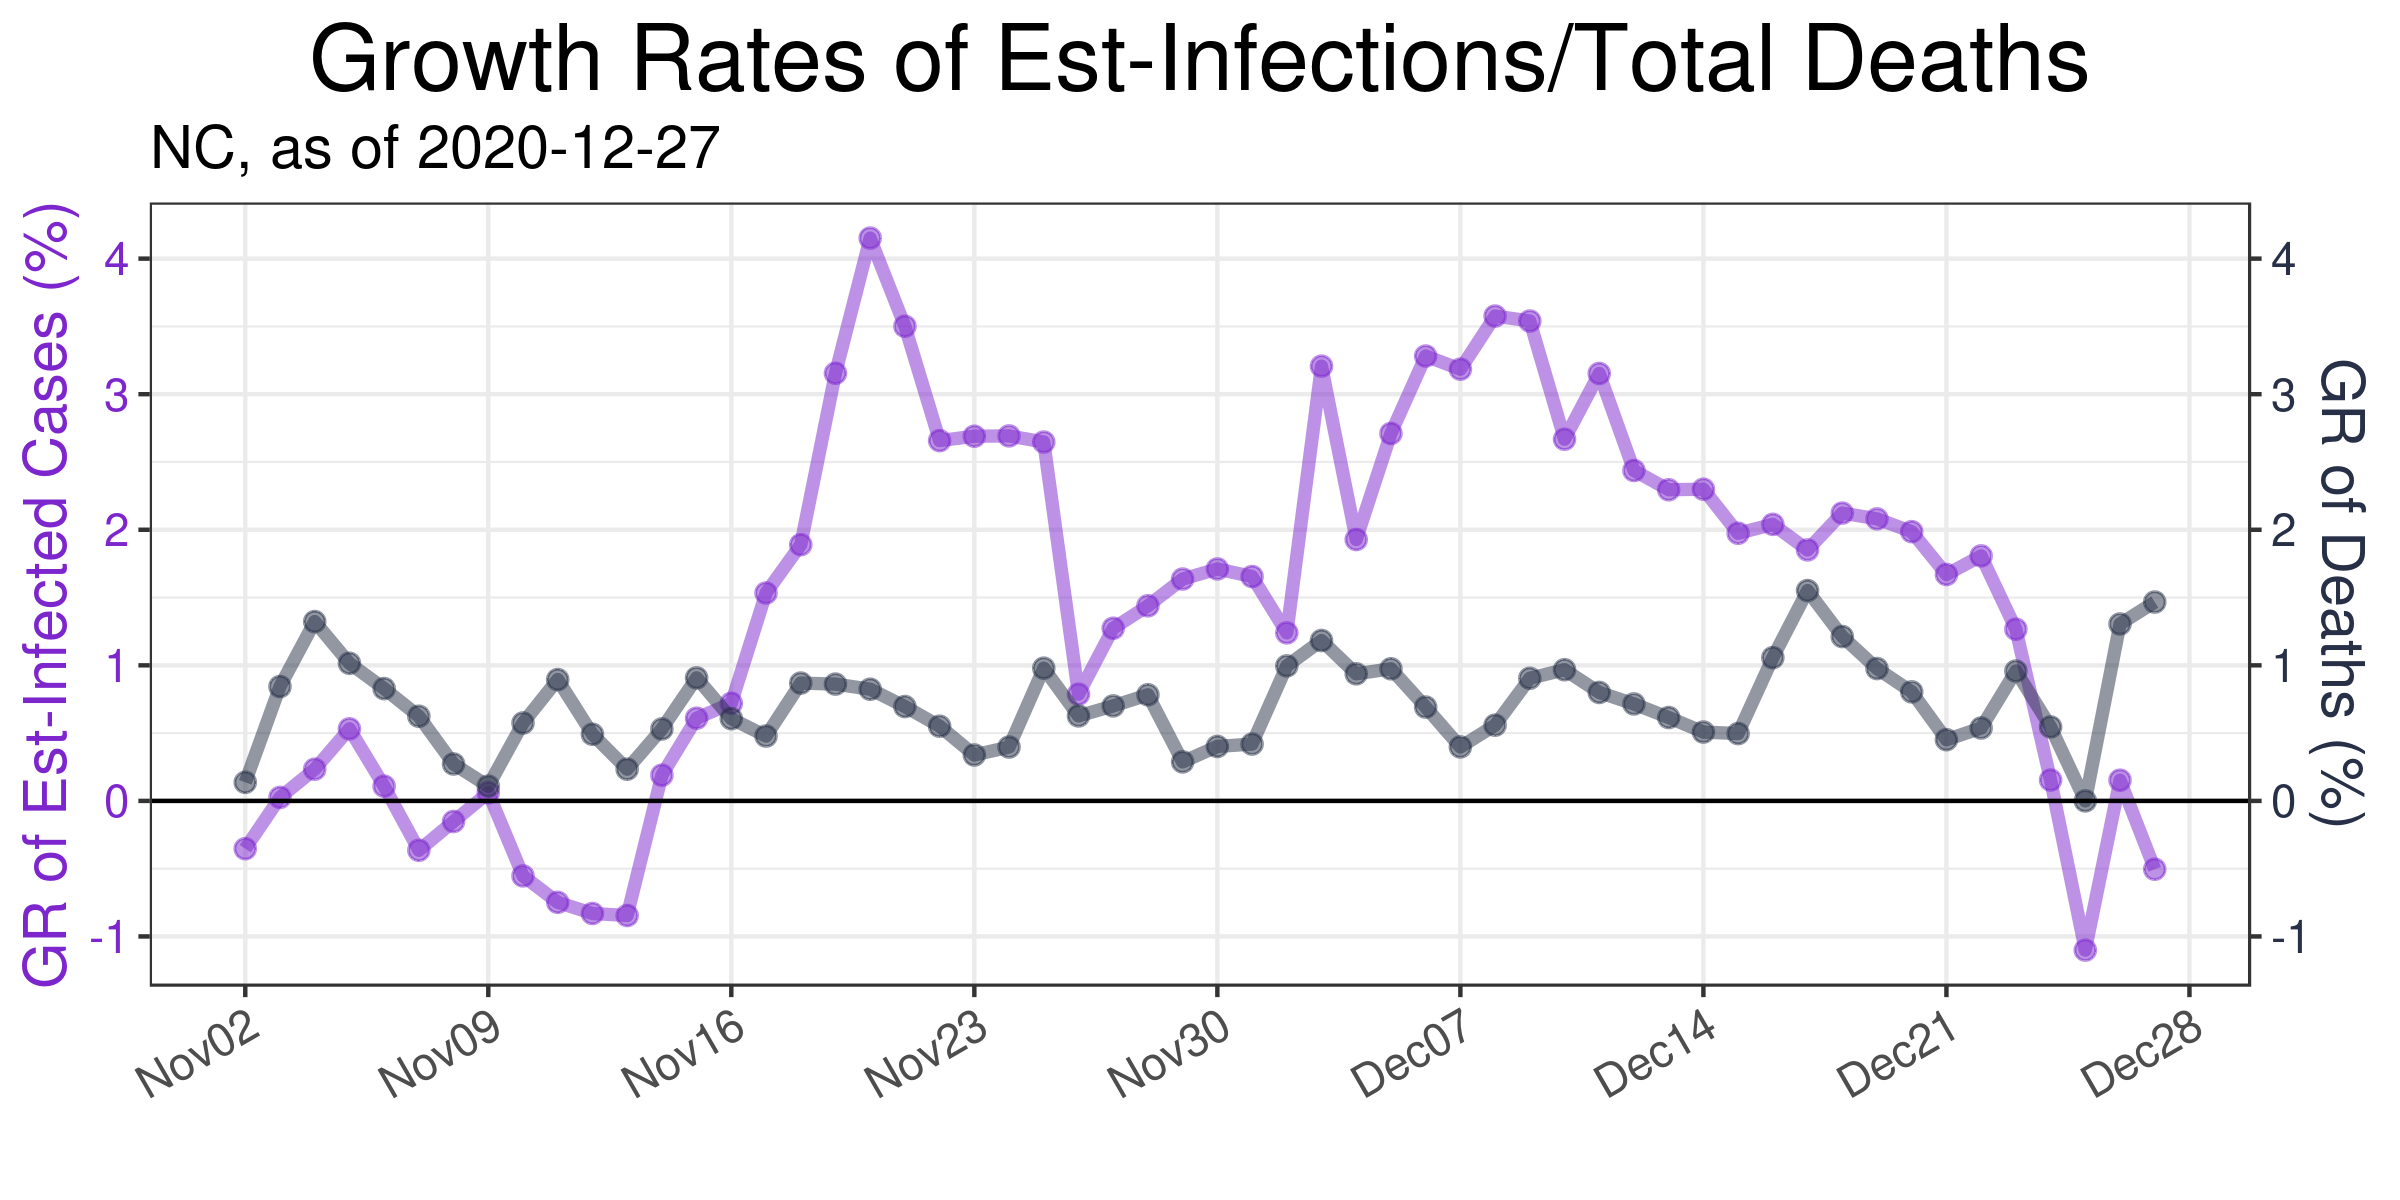 Growth Rates of Est-Infections/Total Deaths
NC, as of 2020-12-27
GR of Est-Infected Cases (%)
4
3
2
1
0
-1
4
3
2
1
0
-1
GR of Deaths (%)
Nov02 Nov09 Nov16 Nov23 Nov30 Dec07 Dec14 Dec21 Dec28